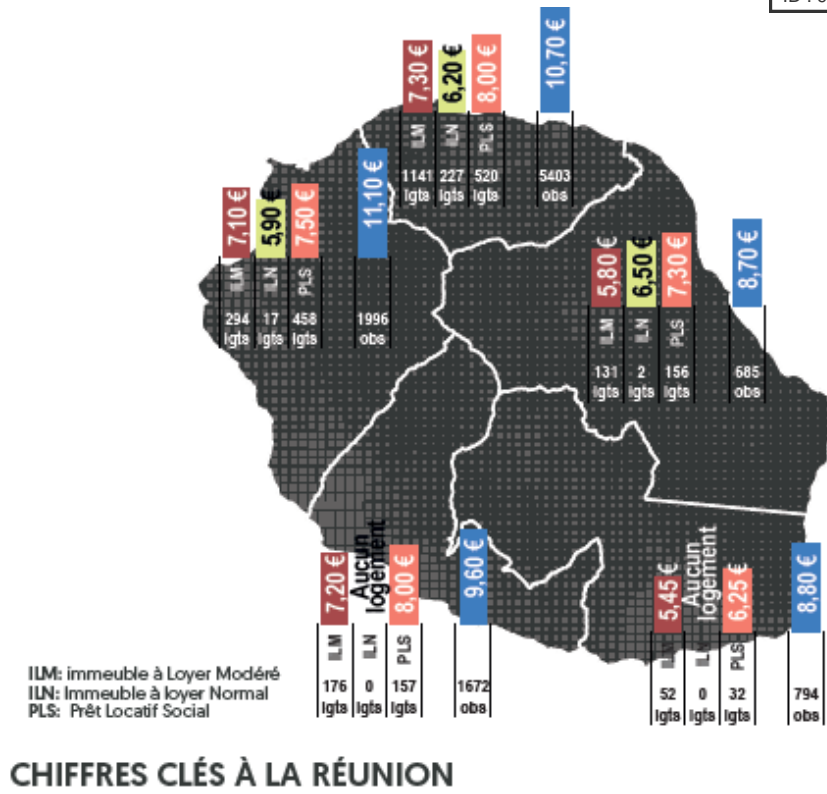 7,30 €
6,20 €
8,00 €
10,70 €
ILM
ILN
PLS
1141 227 520 5403
lgts lgts lgts obs
7,10 €
5,90 €
7,50 €
11,10 €
ILM
ILN
PLS
294 17 458 1996
lgts lgts lgts obs
5,80 €
6,50 €
7,30 €
8,70 €
ILM
ILN
PLS
131 2 156 685
lgts lgts lgts obs
7,20 €
Aucun
logement
8,00 €
9,60 €
ILM
ILN
PLS
176 0 157 1672
lgts lgts lgts obs
5,45 €
Aucun
logement
6,25 €
8,80 €
ILM
ILN
PLS
52 0 32 794
lgts lgts lgts obs
ILM: immeuble à Loyer Modéré
ILN: Immeuble à loyer Normal
PLS: Prêt Locatif Social
CHIFFRES CLÉS À LA RÉUNION